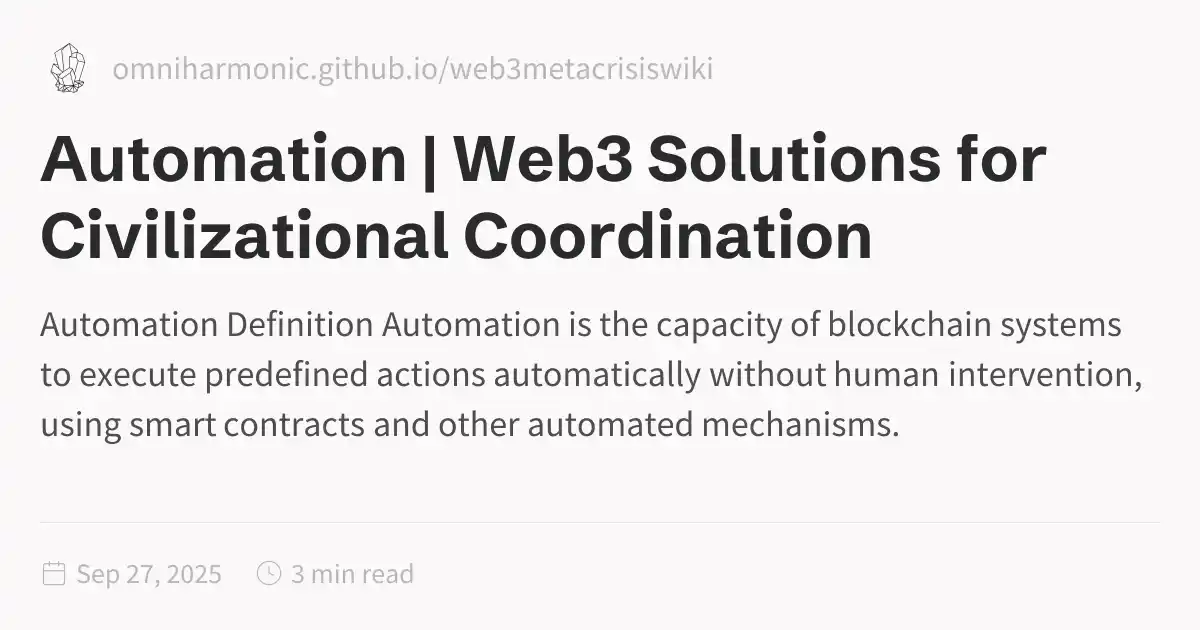 omniharmonic.github.io/web3metacrisiswiki
Automation | Web3 Solutions for
Civilizational Coordination
Automation Definition Automation is the capacity of blockchain systems
to execute predefined actions automatically without human intervention,
using smart contracts and other automated mechanisms.
Sep 27, 2025 3 min read